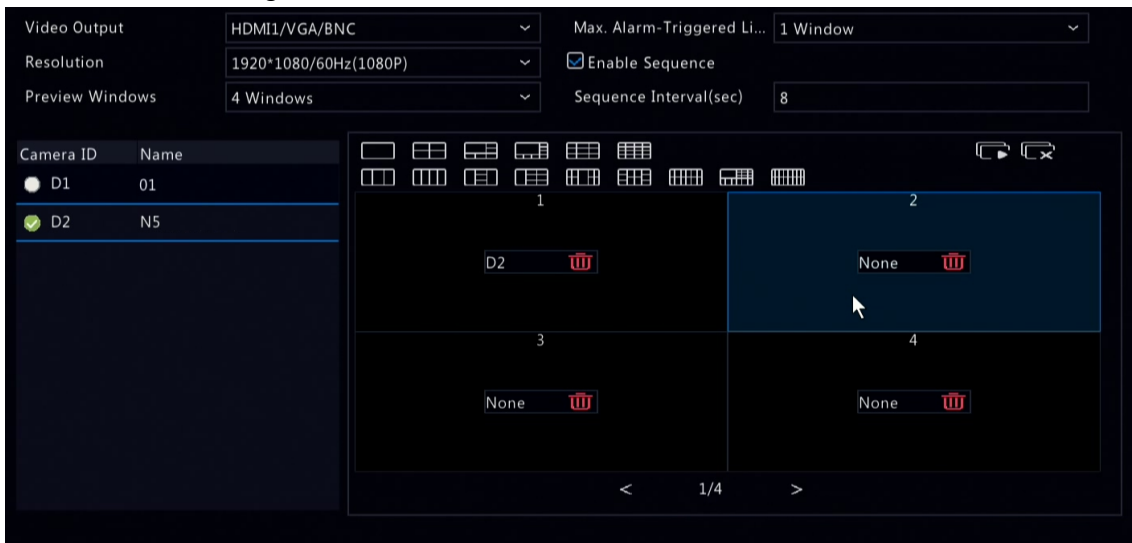 Video Output HDMI1/VGA/BNC Max. Alarm-Triggered Li... 1 Window
Resolution 1920*1080/60Hz(1080P) Enable Sequence
Preview Windows 4 Windows Sequence Interval(sec) 8
Camera ID Name
D1 01
D2 N5
1 2
D2 None
3 4
None None
< 1/4 >